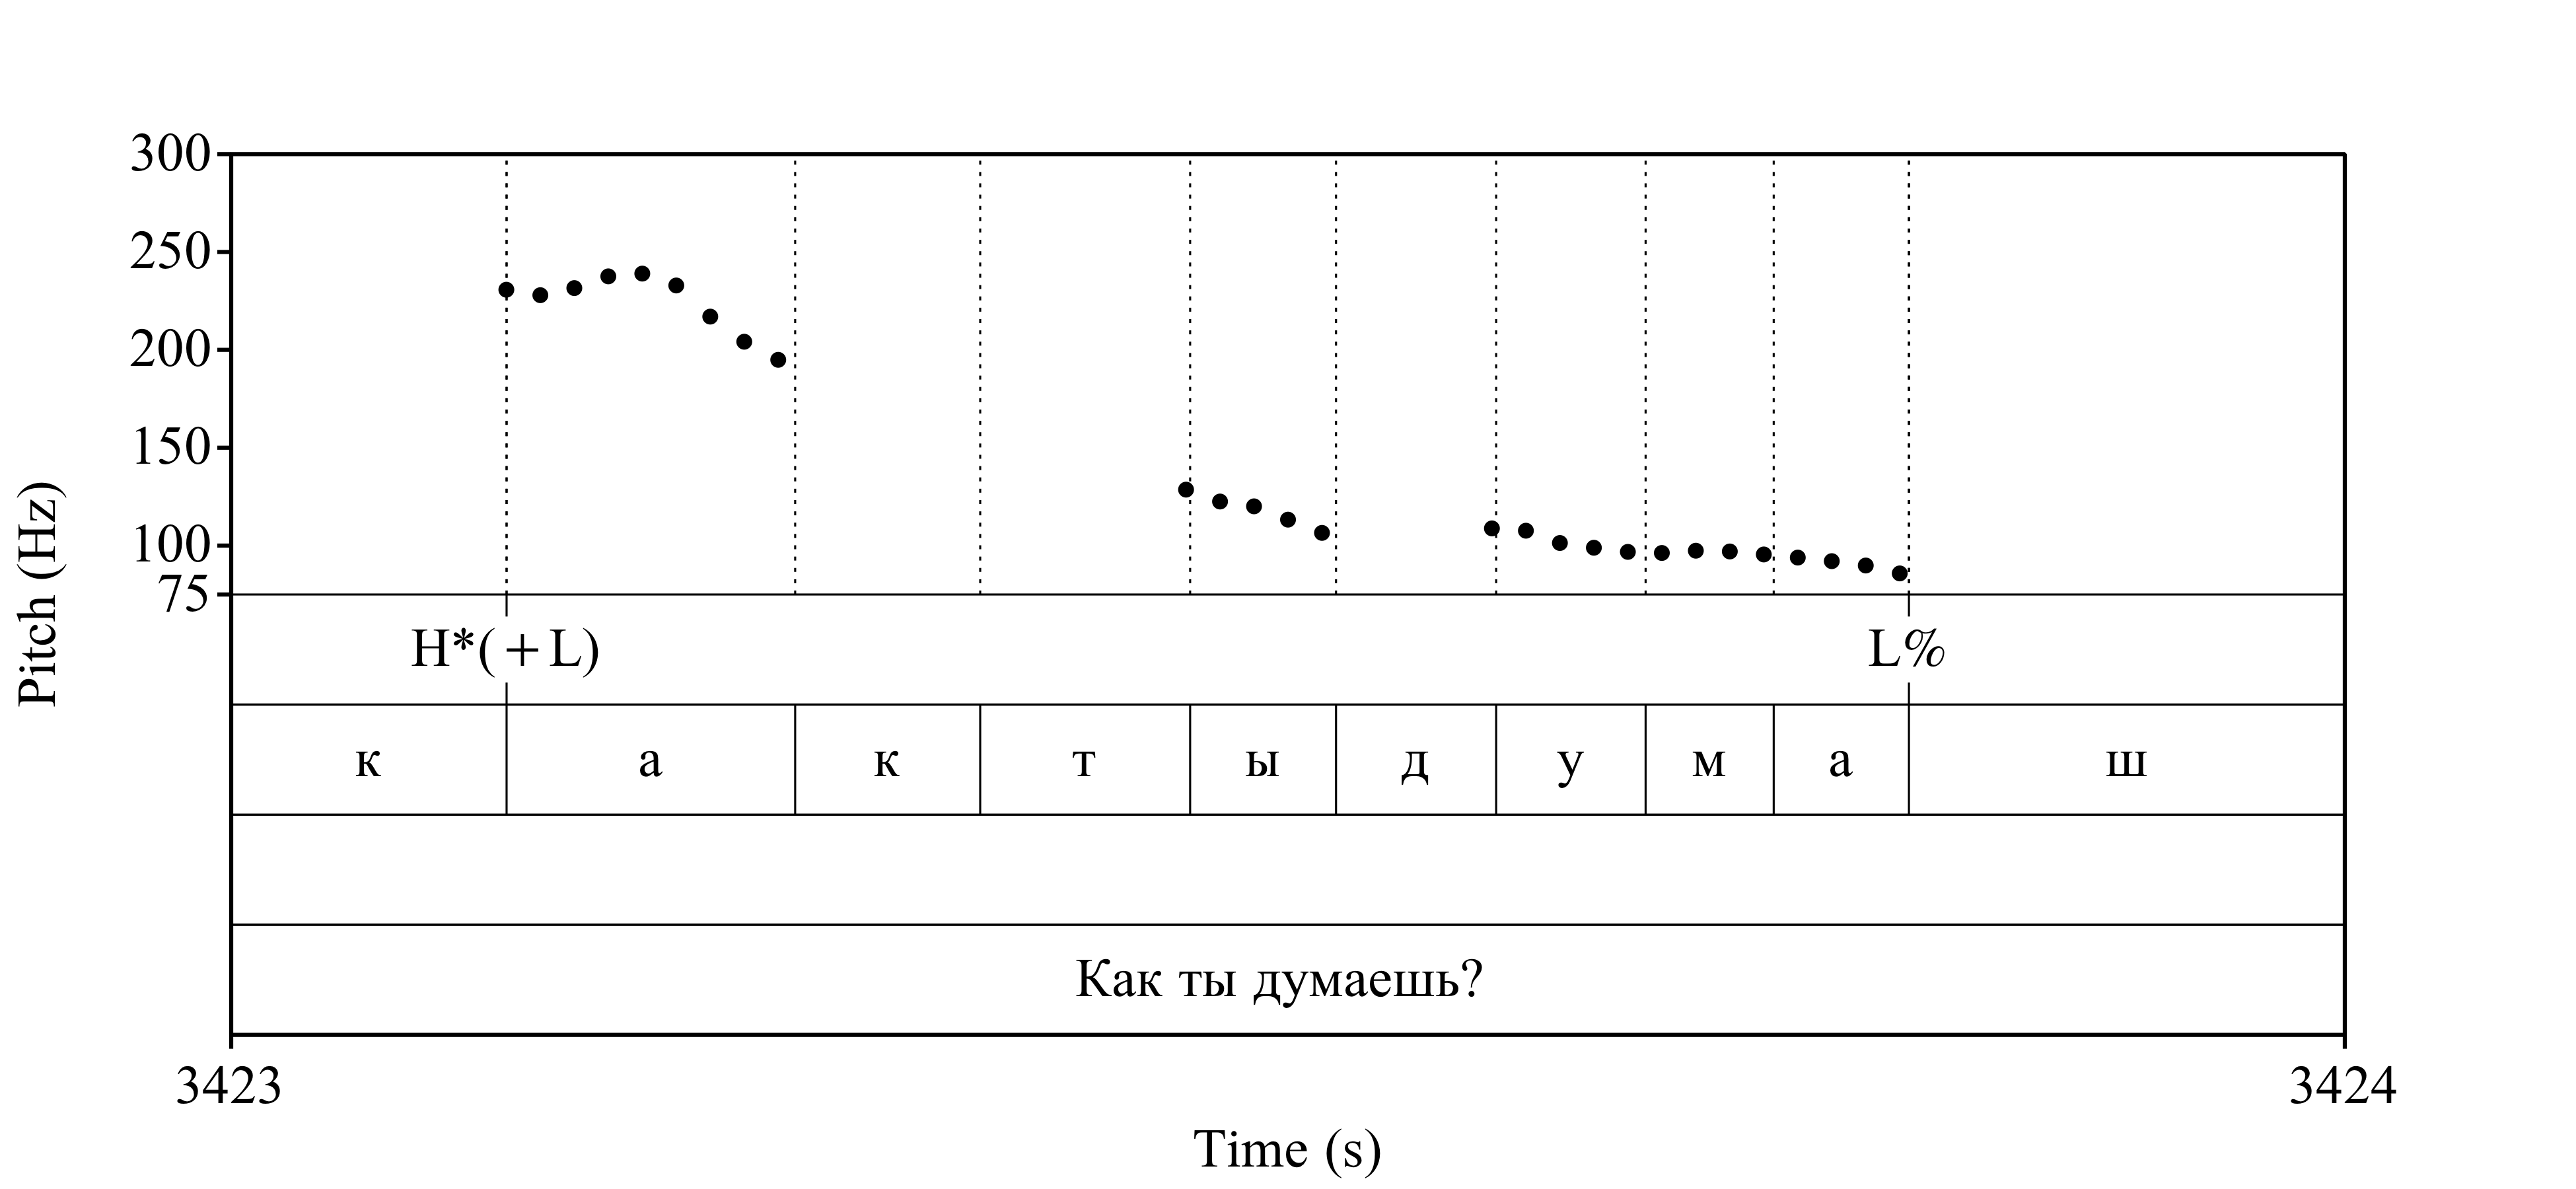 300
250
200
150
100
75
Pitch (Hz)
H*(+L) L%
к а к т ы д у м а ш
Как ты думаешь?
3423 3424
Time (s)